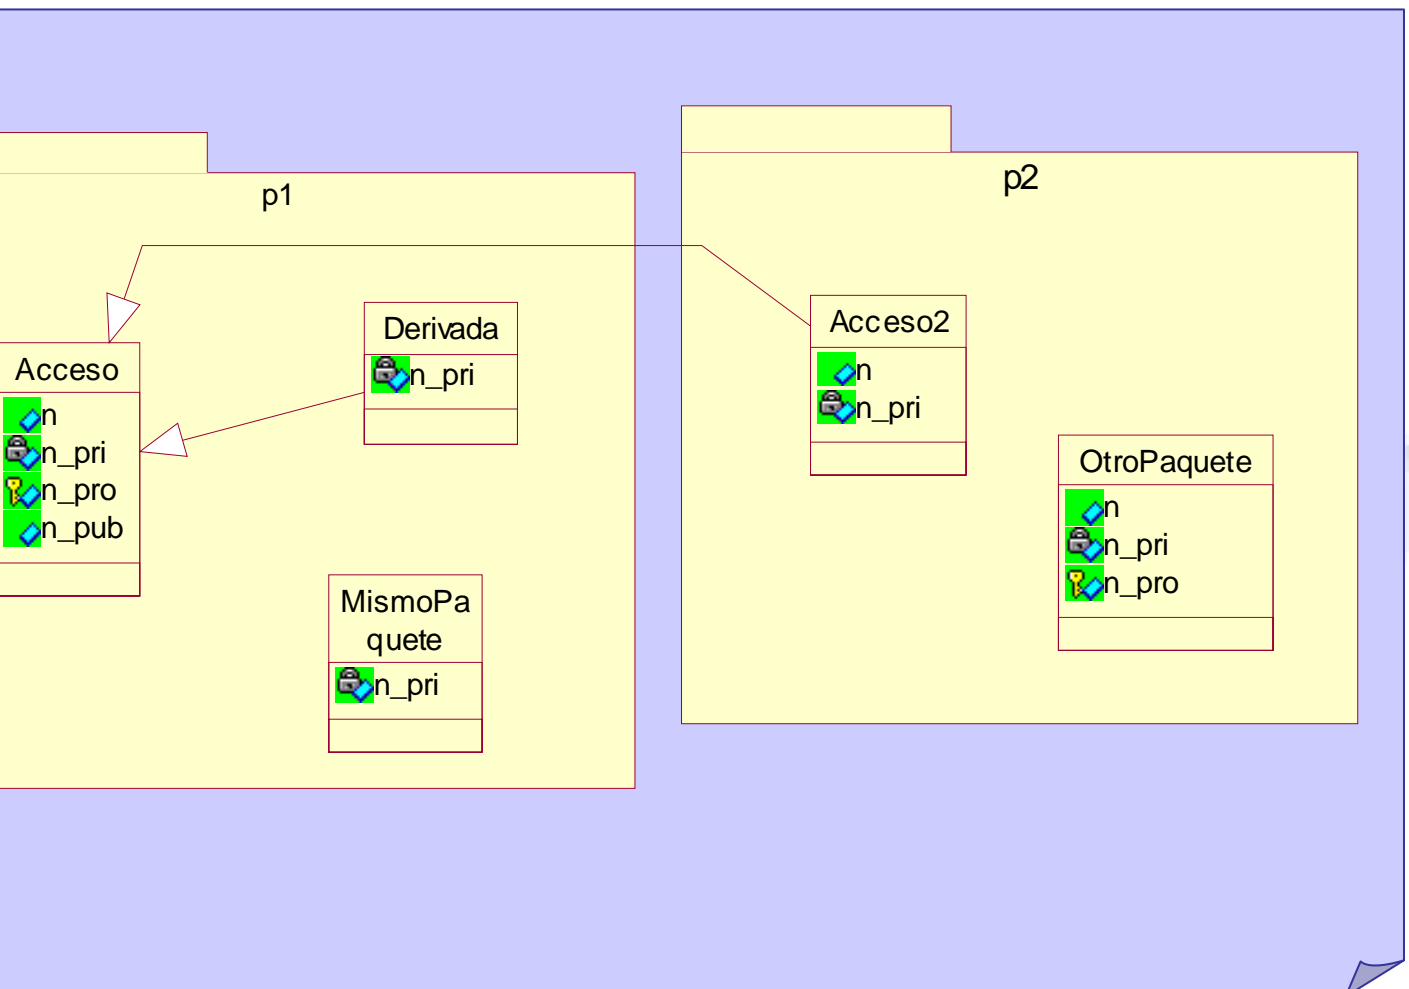 p1
p2
Acceso
n
n_pri
n_pro
n_pub
Derivada
n_pri
MismoPa
quete
n_pri
Acceso2
n
n_pri
OtroPaquete
n
n_pri
n_pro